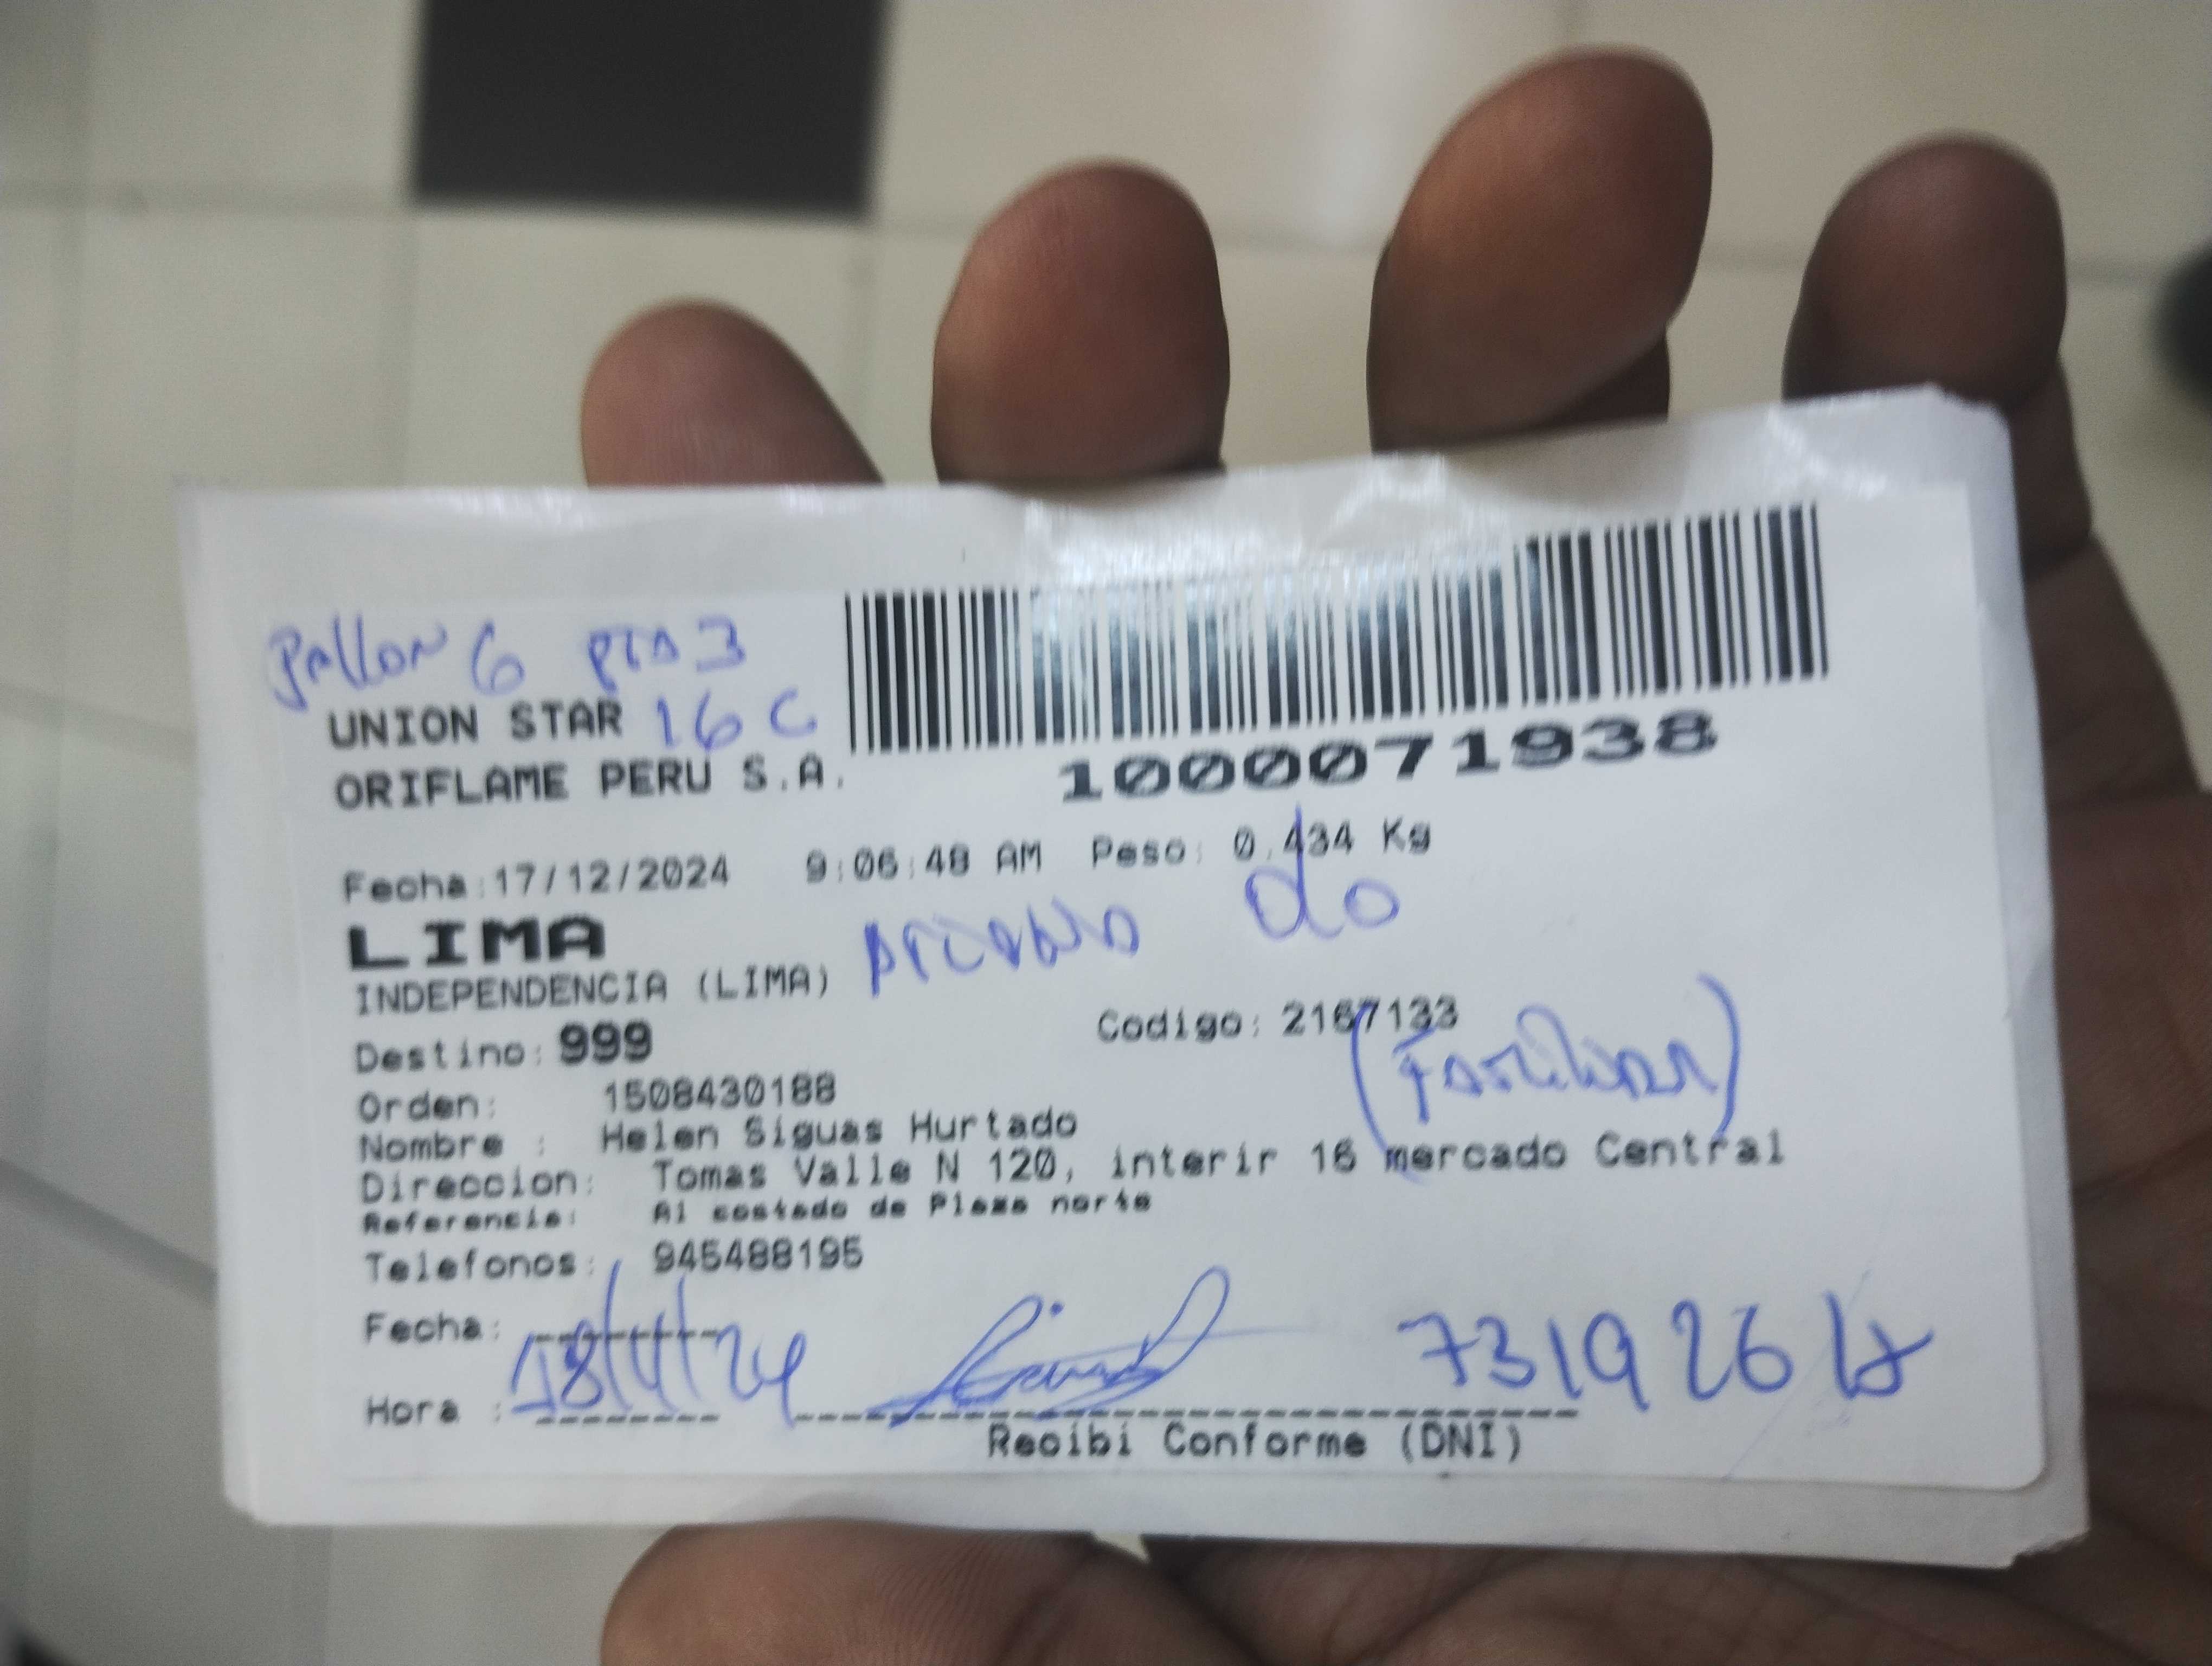 6 3
UNION STAR 16 C
ORIFLAME PERU S.A.
1000071938
Fecha:17/12/2024 9:06:48 AM Peso: 0.434 Kg
LIMA
INDEPENDENCIA (LIMA)
Destino: 999 Codigo: 2167133
Orden: 1508430188
Nombre : Helen Siguas Hurtado
Direccion: Tomas Valle N 120, interir 16 mercado Central
Referencia: Al costado de Plaza norte
Telefonos: 945488195
Fecha:
Hora :
Recibi Conforme (DNI)